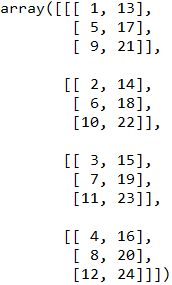 array([[[ 1, 13],
        [ 5, 17],
        [ 9, 21]],

       [[ 2, 14],
        [ 6, 18],
        [10, 22]],

       [[ 3, 15],
        [ 7, 19],
        [11, 23]],

       [[ 4, 16],
        [ 8, 20],
        [12, 24]]])